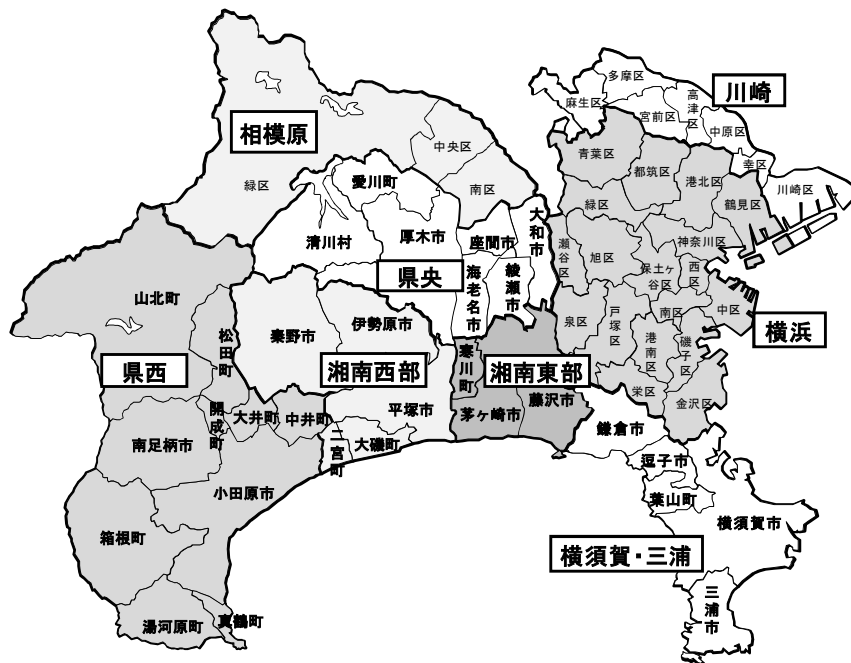 川崎
多摩区
麻生区
高津区
宮前区
中原区
幸区
川崎区
相模原
中央区
緑区
南区
青葉区
都筑区
港北区
鶴見区
緑区
神奈川区
瀬谷区
旭区
保土ヶ谷区
西区
中区
南区
泉区
戸塚区
港南区
磯子区
栄区
金沢区
横浜
愛川町
清川村
厚木市
座間市
大和市
海老名市
綾瀬市
県央
山北町
松田町
県西
開成町
大井町
中井町
南足柄市
小田原市
箱根町
湯河原町
真鶴町
秦野市
伊勢原市
湘南西部
平塚市
二宮町
大磯町
寒川町
湘南東部
茅ヶ崎市
藤沢市
鎌倉市
逗子市
葉山町
横須賀市
横須賀・三浦
三浦市